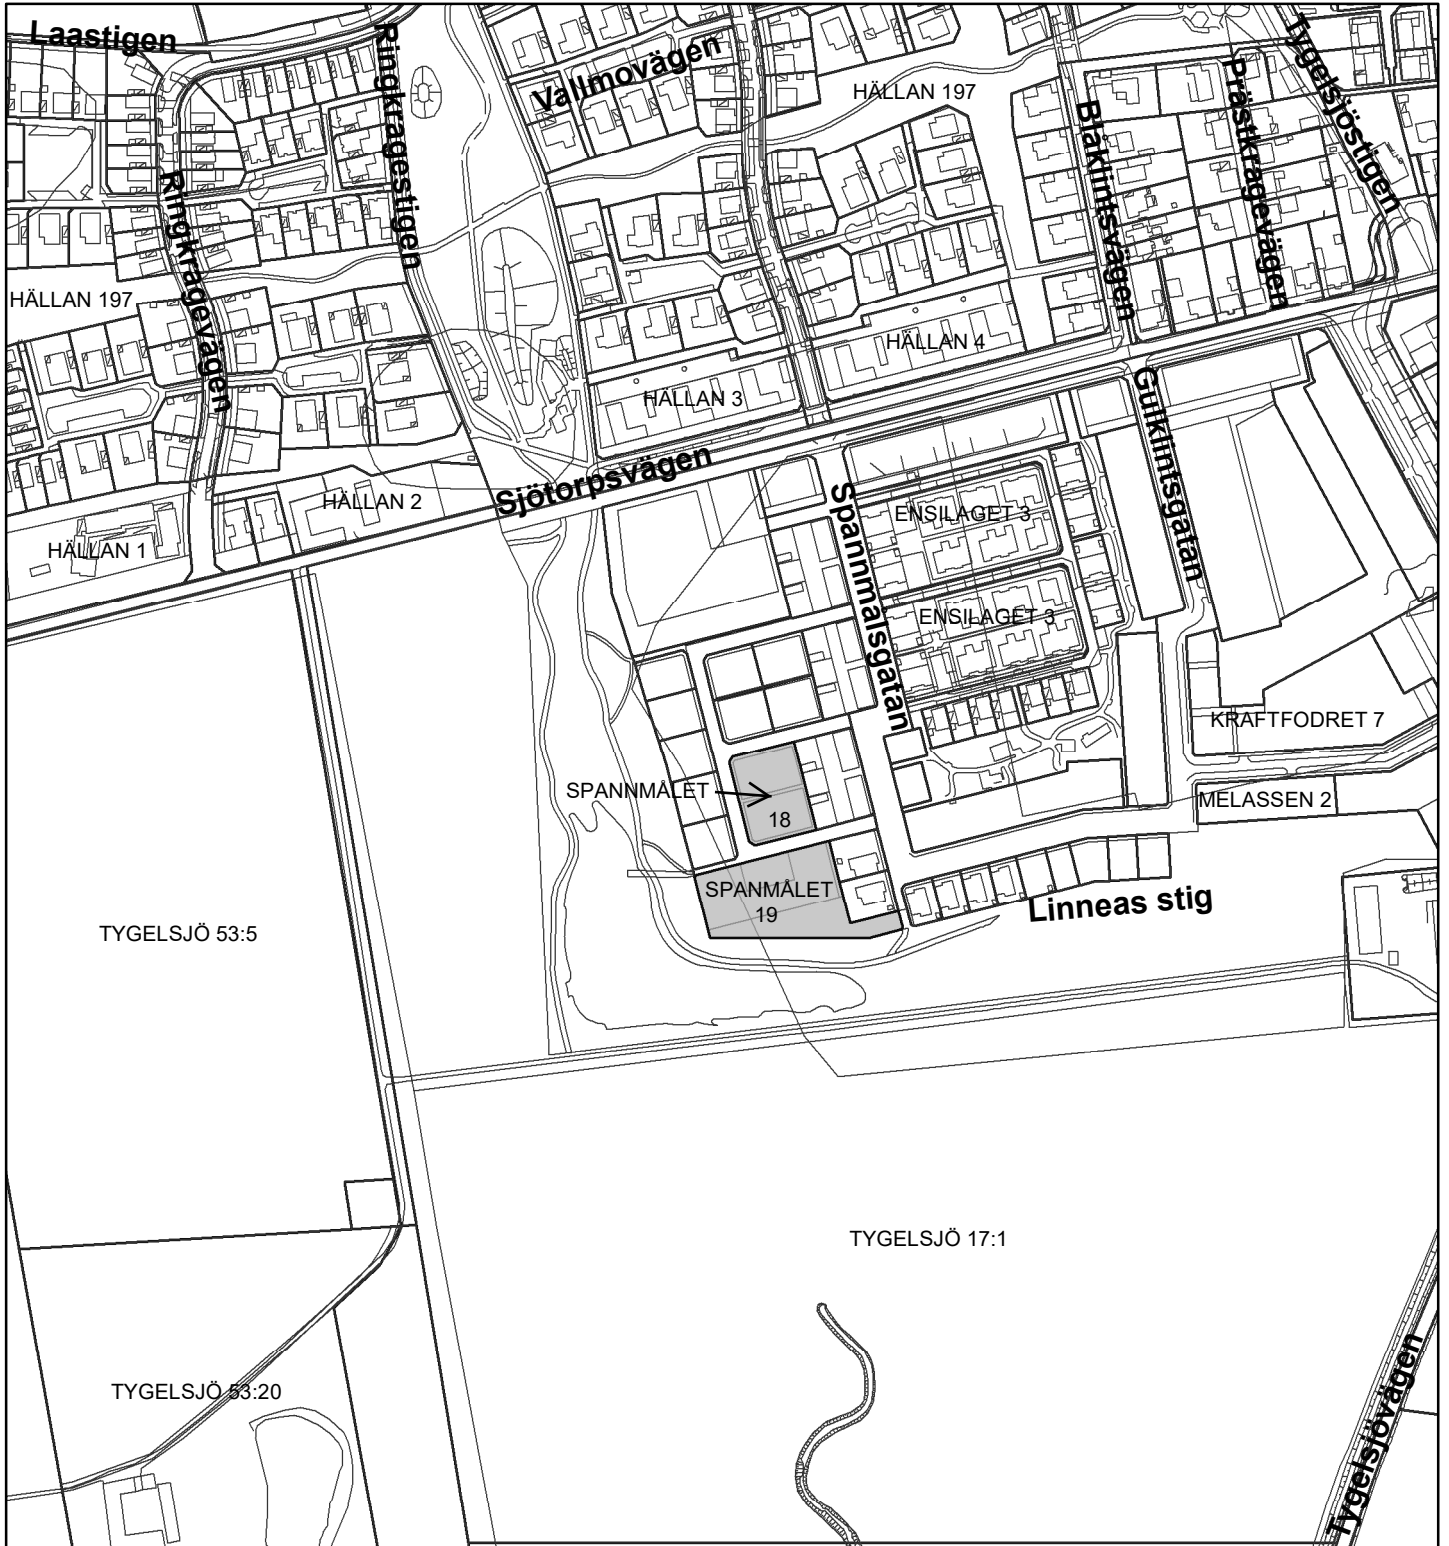 Laastigen
Ringkragestigen
Vallmovägen
HÄLLAN 197
Blåklintsvägen
Prästkragevägen
Tygelsjöstigen
Ringkragevägen
HÄLLAN 197
HÄLLAN 4
HÄLLAN 3
Gulklintsgatan
Sjötorpsvägen
HÄLLAN 2
HÄLLAN 1
Spannmålsgatan
ENSILAGET 3
ENSILAGET 3
KRAFTFODRET 7
SPANNMÅLET
18
MELASSEN 2
SPANMÅLET
19
Linneas stig
TYGELSJÖ 53:5
TYGELSJÖ 17:1
TYGELSJÖ 53:20
Tygelsjövägen